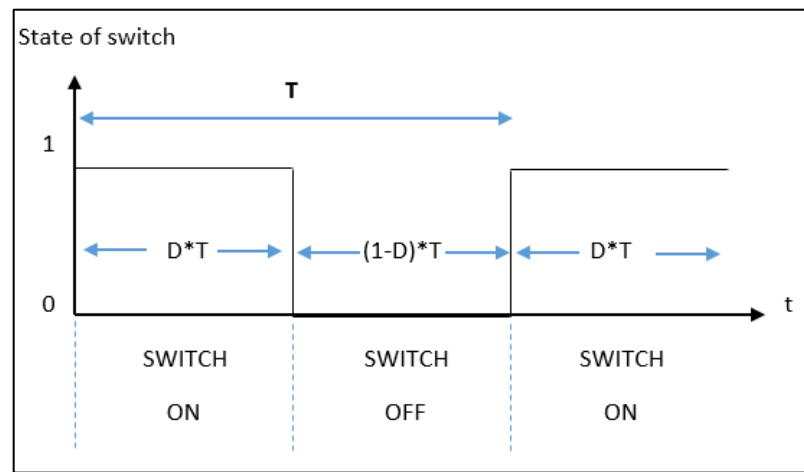 State of switch
T
1
D*T
(1-D)*T
D*T
0
t
SWITCH
SWITCH
SWITCH
ON
OFF
ON